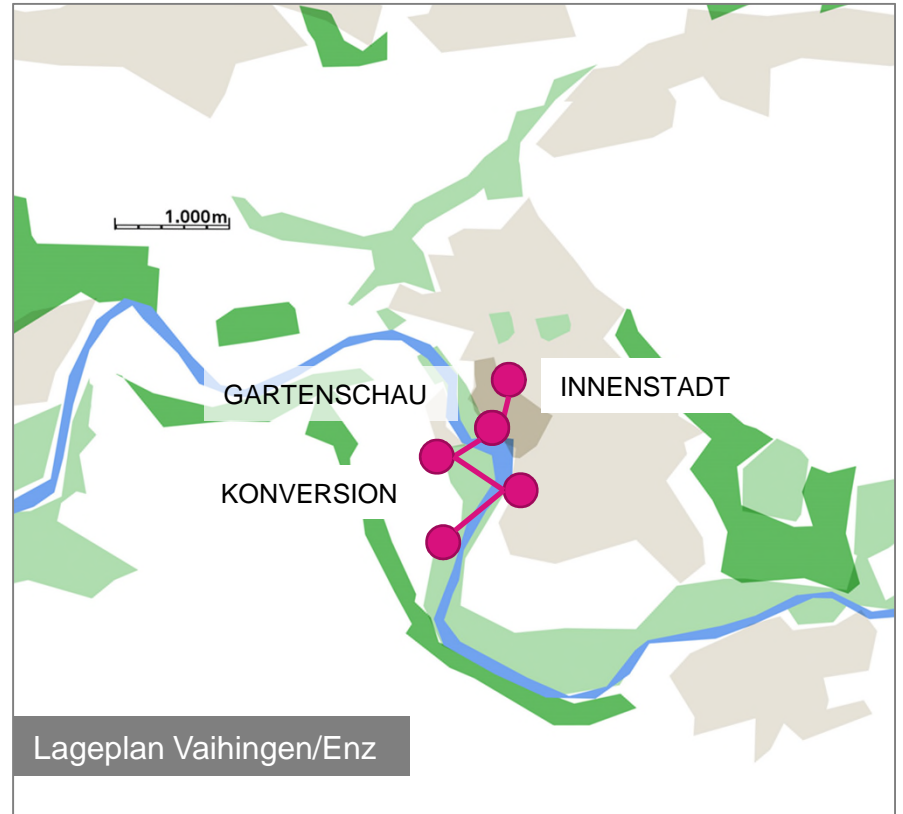 1.000m
INNENSTADT
GARTENSCHAU
KONVERSION
Lageplan Vaihingen/Enz